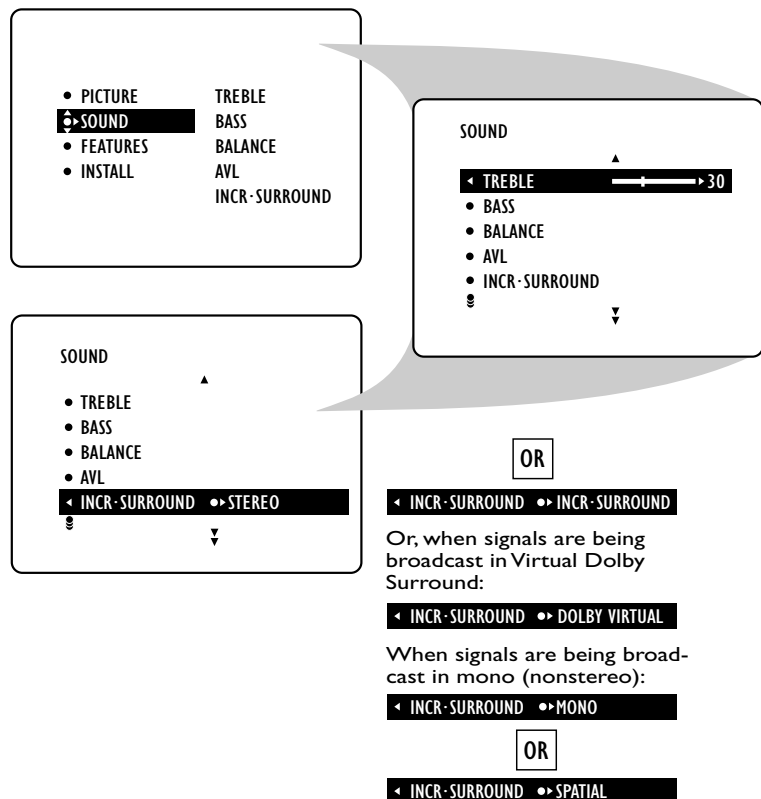 PICTURE TREBLE
SOUND BASS
FEATURES BALANCE
INSTALL AVL
INCR·SURROUND
SOUND
TREBLE 30
BASS
BALANCE
AVL
INCR·SURROUND
SOUND
TREBLE
BASS
BALANCE
AVL
INCR·SURROUND STEREO
OR
INCR·SURROUND INCR·SURROUND
Or, when signals are being
broadcast in Virtual Dolby
Surround:
INCR·SURROUND DOLBY VIRTUAL
When signals are being broad-
cast in mono (nonstereo):
INCR·SURROUND MONO
OR
INCR·SURROUND SPATIAL